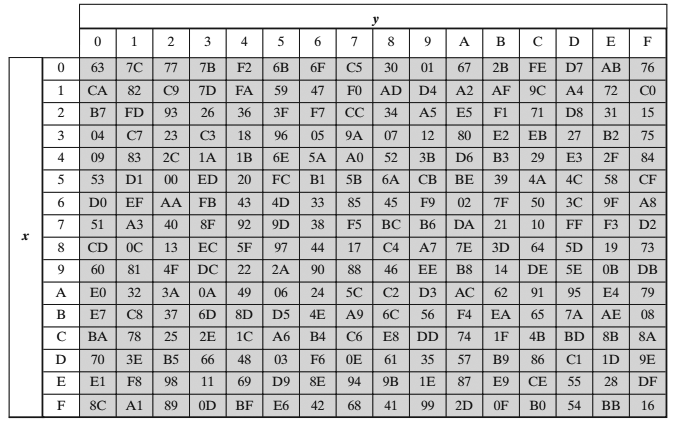 y
0 1 2 3 4 5 6 7 8 9 A B C D E F
0 63 7C 77 7B F2 6B 6F C5 30 01 67 2B FE D7 AB 76
1 CA 82 C9 7D FA 59 47 F0 AD D4 A2 AF 9C A4 72 C0
2 B7 FD 93 26 36 3F F7 CC 34 A5 E5 F1 71 D8 31 15
3 04 C7 23 C3 18 96 05 9A 07 12 80 E2 EB 27 B2 75
4 09 83 2C 1A 1B 6E 5A A0 52 3B D6 B3 29 E3 2F 84
5 53 D1 00 ED 20 FC B1 5B 6A CB BE 39 4A 4C 58 CF
6 D0 EF AA FB 43 4D 33 85 45 F9 02 7F 50 3C 9F A8
x 7 51 A3 40 8F 92 9D 38 F5 BC B6 DA 21 10 FF F3 D2
8 CD 0C 13 EC 5F 97 44 17 C4 A7 7E 3D 64 5D 19 73
9 60 81 4F DC 22 2A 90 88 46 EE B8 14 DE 5E 0B DB
A E0 32 3A 0A 49 06 24 5C C2 D3 AC 62 91 95 E4 79
B E7 C8 37 6D 8D D5 4E A9 6C 56 F4 EA 65 7A AE 08
C BA 78 25 2E 1C A6 B4 C6 E8 DD 74 1F 4B BD 8B 8A
D 70 3E B5 66 48 03 F6 0E 61 35 57 B9 86 C1 1D 9E
E E1 F8 98 11 69 D9 8E 94 9B 1E 87 E9 CE 55 28 DF
F 8C A1 89 0D BF E6 42 68 41 99 2D 0F B0 54 BB 16